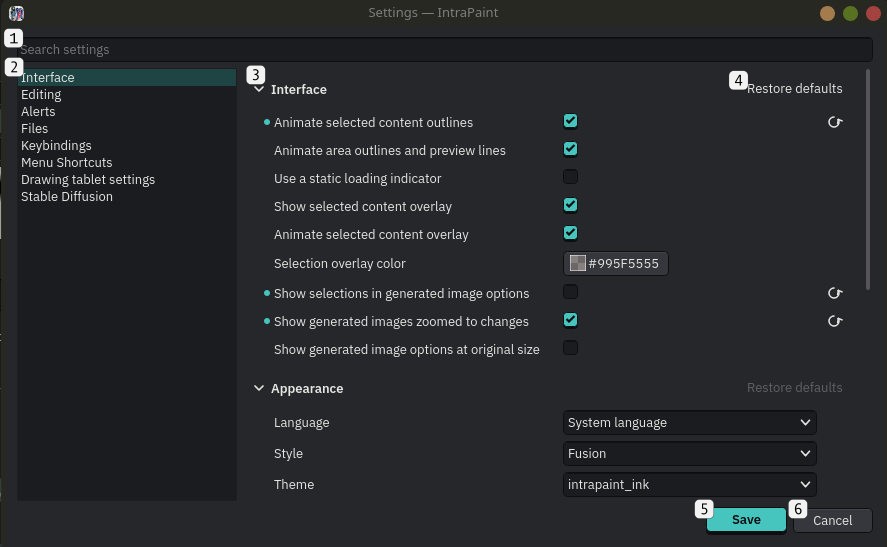 Settings — IntraPaint
1
Search settings
2
Interface
Editing
Alerts
Files
Keybindings
Menu Shortcuts
Drawing tablet settings
Stable Diffusion
3
Interface
4
Restore defaults
Animate selected content outlines
Animate area outlines and preview lines
Use a static loading indicator
Show selected content overlay
Animate selected content overlay
Selection overlay color #995F5555
Show selections in generated image options
Show generated images zoomed to changes
Show generated image options at original size
Appearance Restore defaults
Language System language
Style Fusion
Theme intrapaint_ink
5
Save
6
Cancel